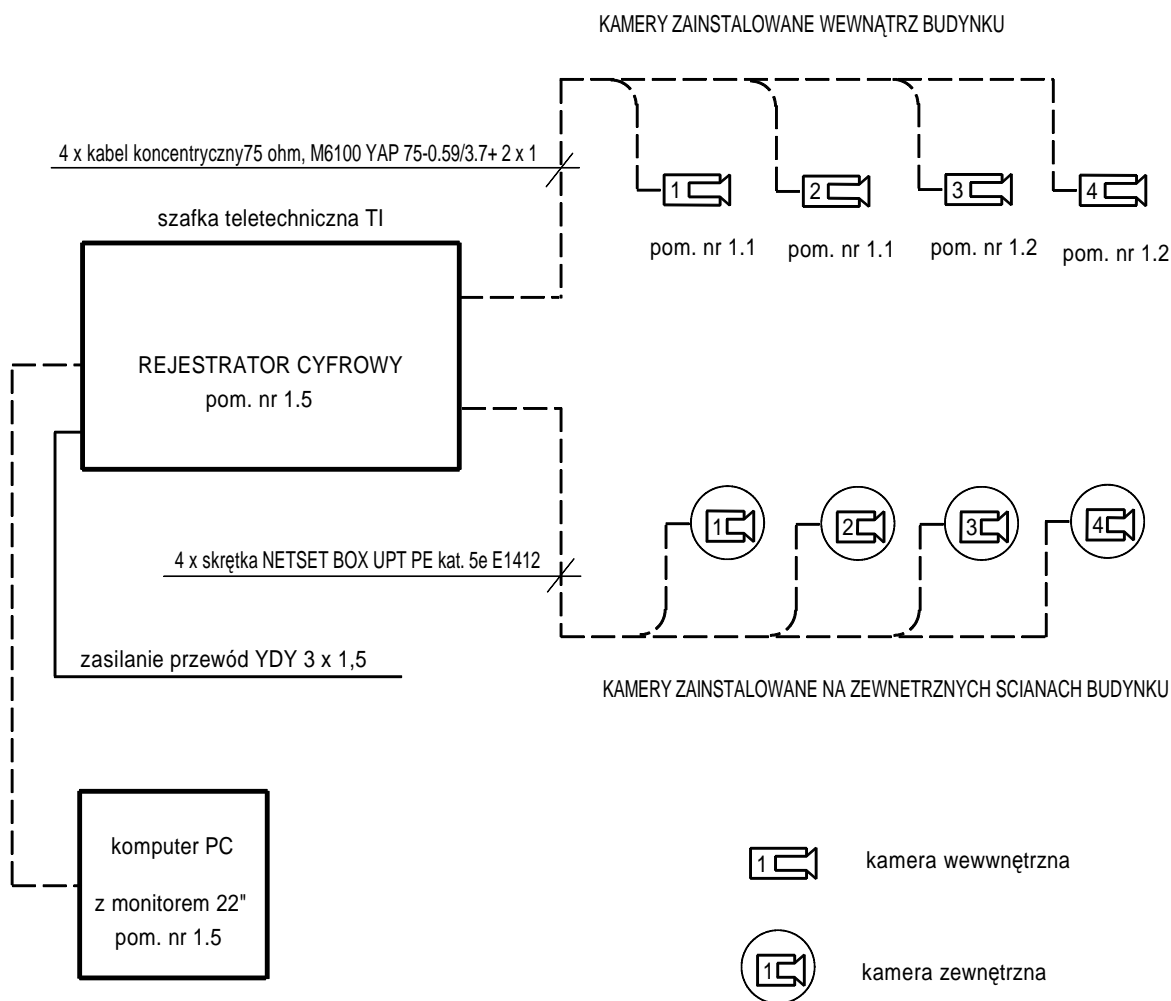 KAMERY ZAINSTALOWANE WEWNĄTRZ BUDYNKU
4 x kabel koncentryczny75 ohm, M6100 YAP 75-0.59/3.7+ 2 x 1
1
2
3
4
pom. nr 1.1
pom. nr 1.1
pom. nr 1.2
pom. nr 1.2
szafka teletechniczna TI
REJESTRATOR CYFROWY
pom. nr 1.5
1
2
3
4
4 x skrętka NETSET BOX UPT PE kat. 5e E1412
zasilanie przewód YDY 3 x 1,5
KAMERY ZAINSTALOWANE NA ZEWNETRZNYCH SCIANACH BUDYNKU
komputer PC
z monitorem 22"
pom. nr 1.5
1
kamera wewwnętrzna
1
kamera zewnętrzna